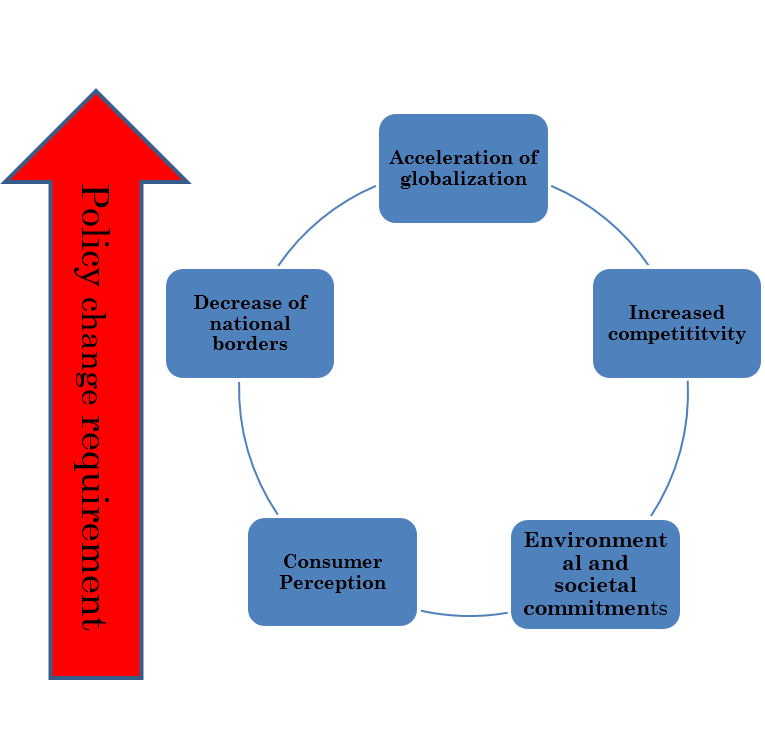 Policy change requirement
Acceleration of
globalization
Increased
competititvity
Environment
al and
societal
commitments
Consumer
Perception
Decrease of
national
borders